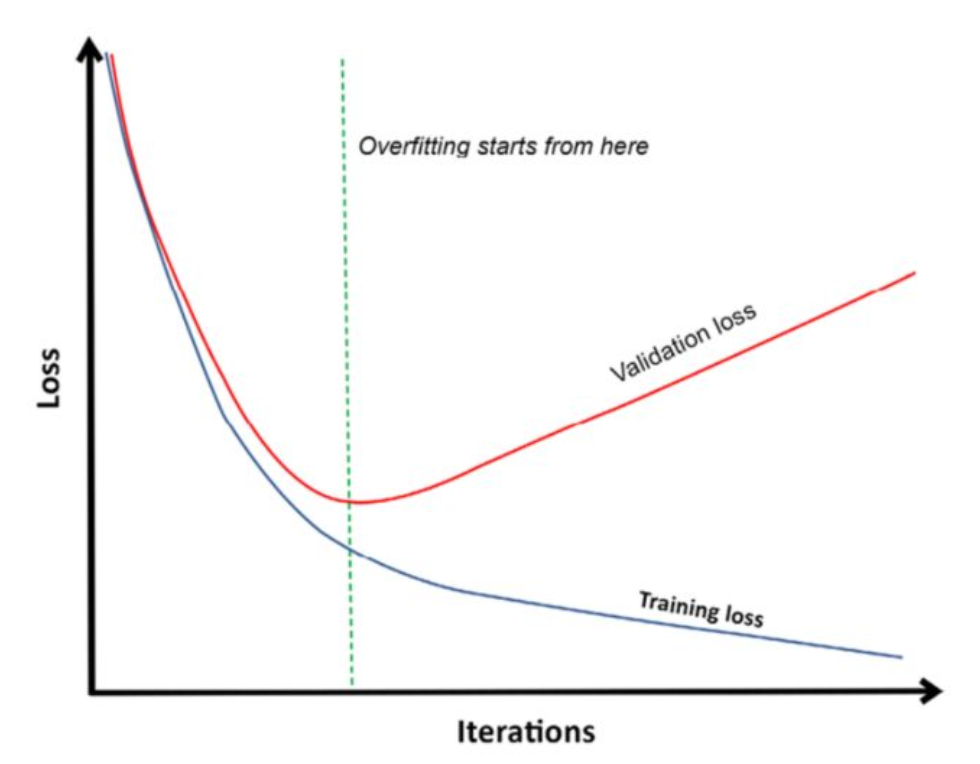 Overfitting starts from here
Validation loss
Loss
Training loss
Iterations